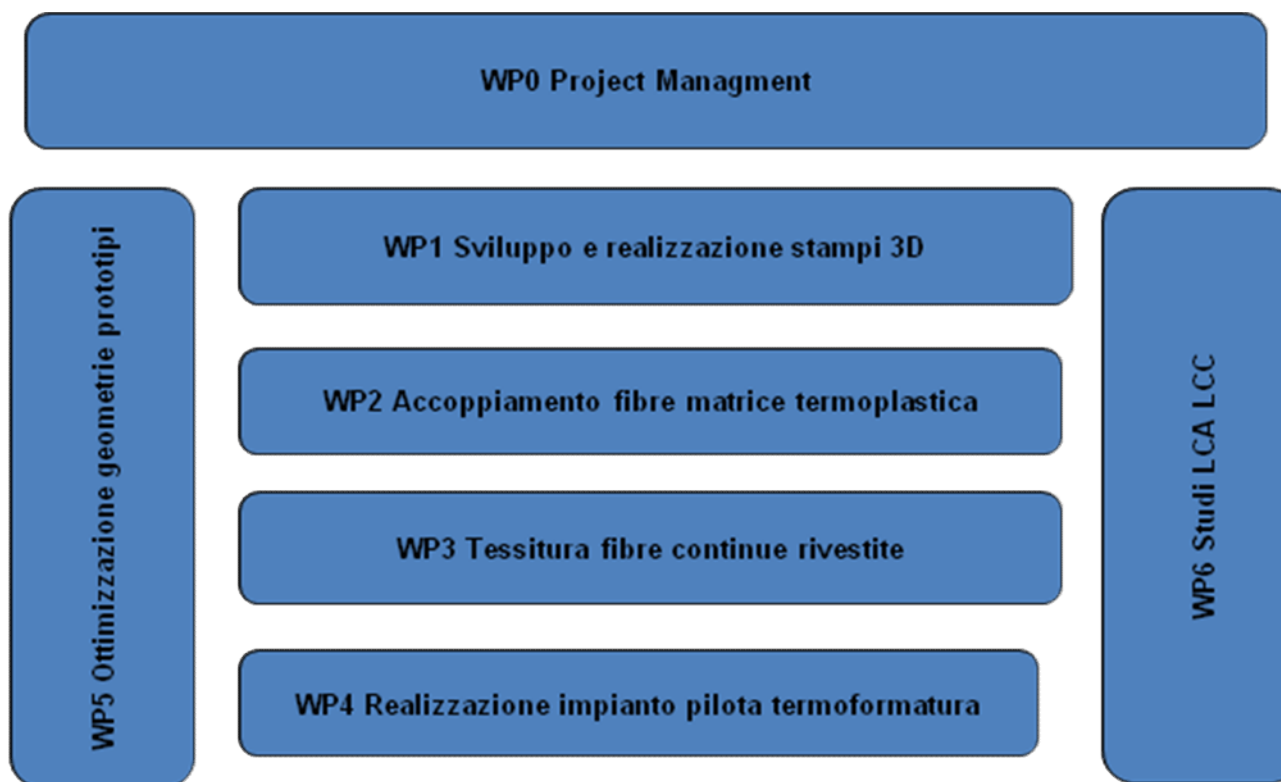 WP0 Project Managment
WP5 Ottimizzazione geometrie prototipi
WP1 Sviluppo e realizzazione stampi 3D
WP2 Accoppiamento fibre matrice termoplastica
WP3 Tessitura fibre continue rivestite
WP4 Realizzazione impianto pilota termoformatura
WP6 Studi LCA LCC